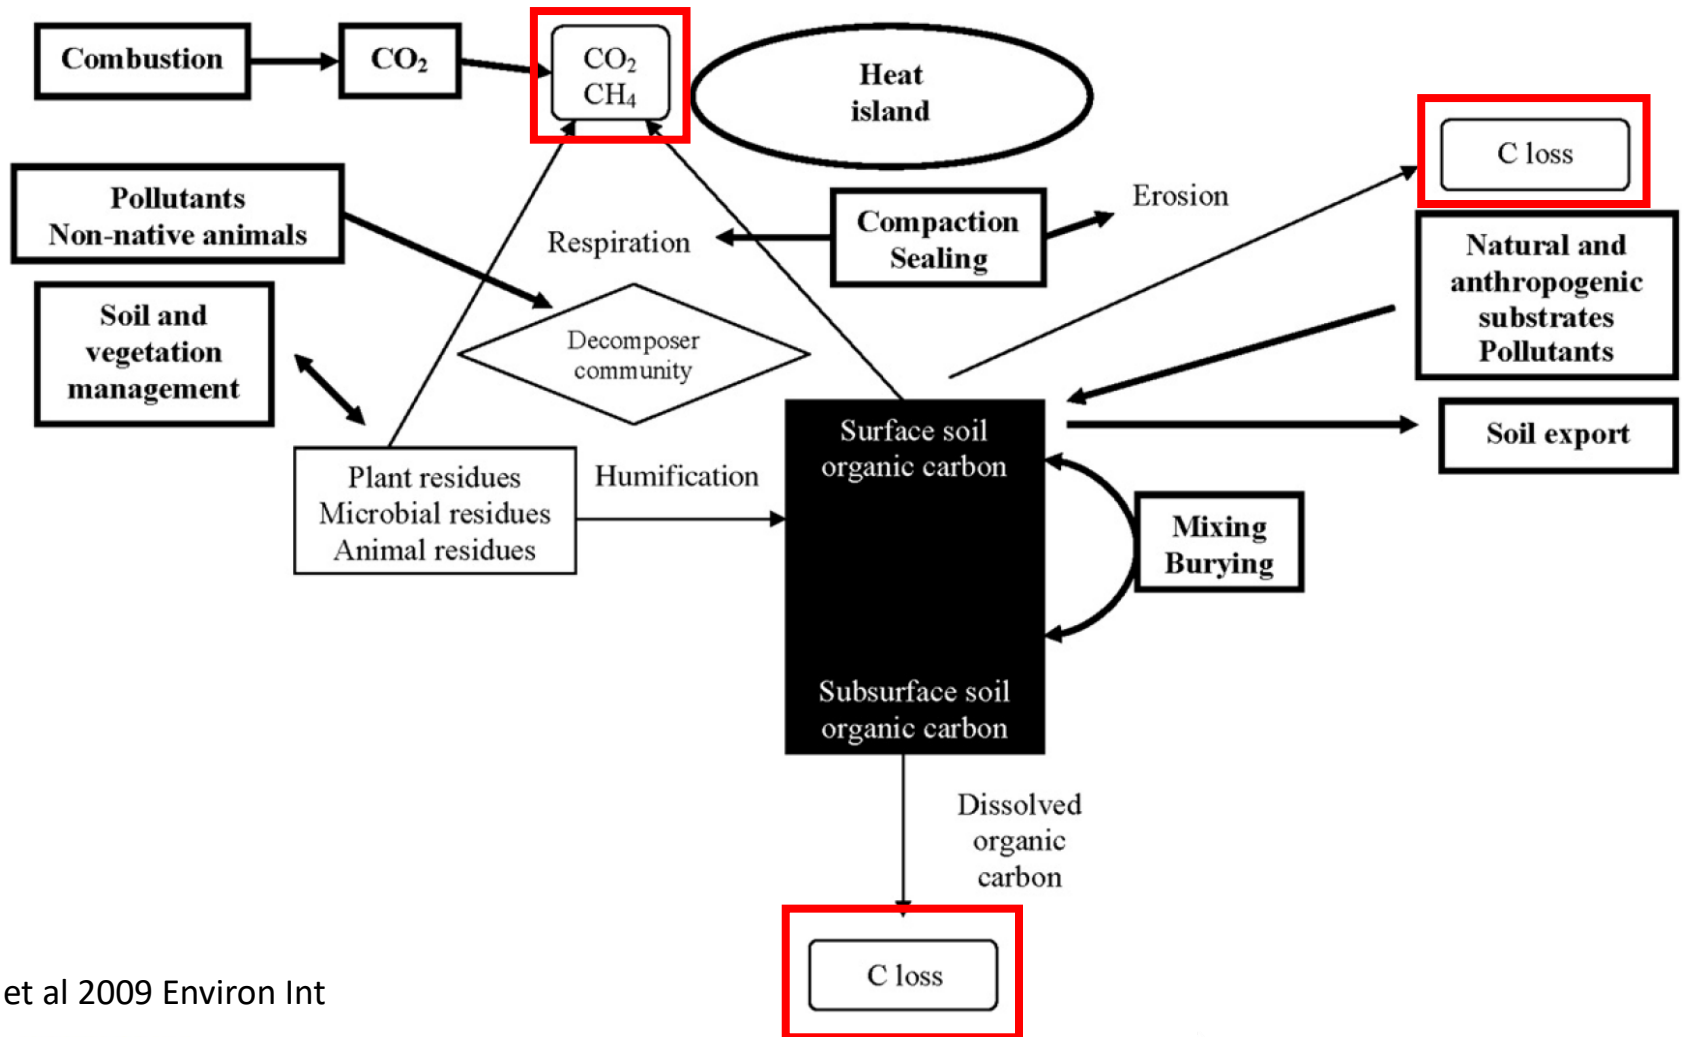 Combustion
CO₂
CO₂
CH₄
Heat
island
C loss
Pollutants
Non-native animals
Respiration
Compaction
Sealing
Erosion
Natural and
anthropogenic
substrates
Pollutants
Soil and
vegetation
management
Decomposer
community
Surface soil
organic carbon
Soil export
Plant residues
Microbial residues
Animal residues
Humification
Mixing
Burying
Subsurface soil
organic carbon
Dissolved
organic
carbon
C loss
et al 2009 Environ Int